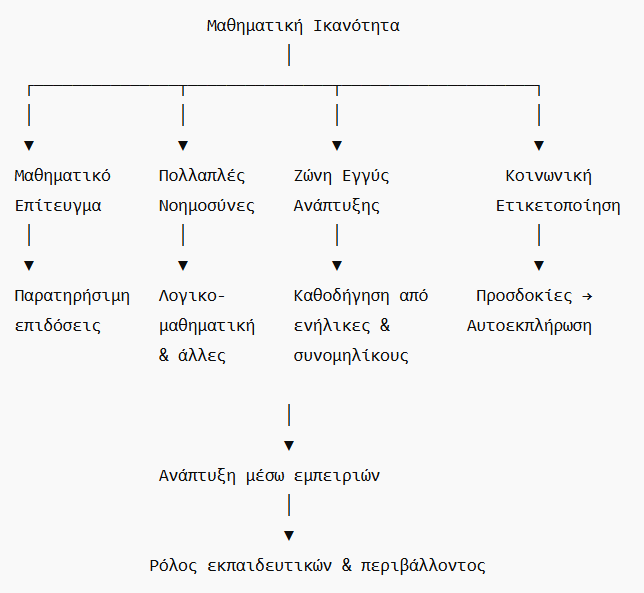 Μαθηματική Ικανότητα
Μαθηματικό Πολλαπλές Ζώνη Εγγύς Κοινωνική
Επίτευγμα Νοημοσύνες Ανάπτυξης Ετικετοποίηση
Παρατηρήσιμη Λογικο- Καθοδήγηση από Προσδοκίες →
επιδόσεις μαθηματική ενήλικες & Αυτοεκπλήρωση
& άλλες συνομηλίκους
Ανάπτυξη μέσω εμπειριών
Ρόλος εκπαιδευτικών & περιβάλλοντος